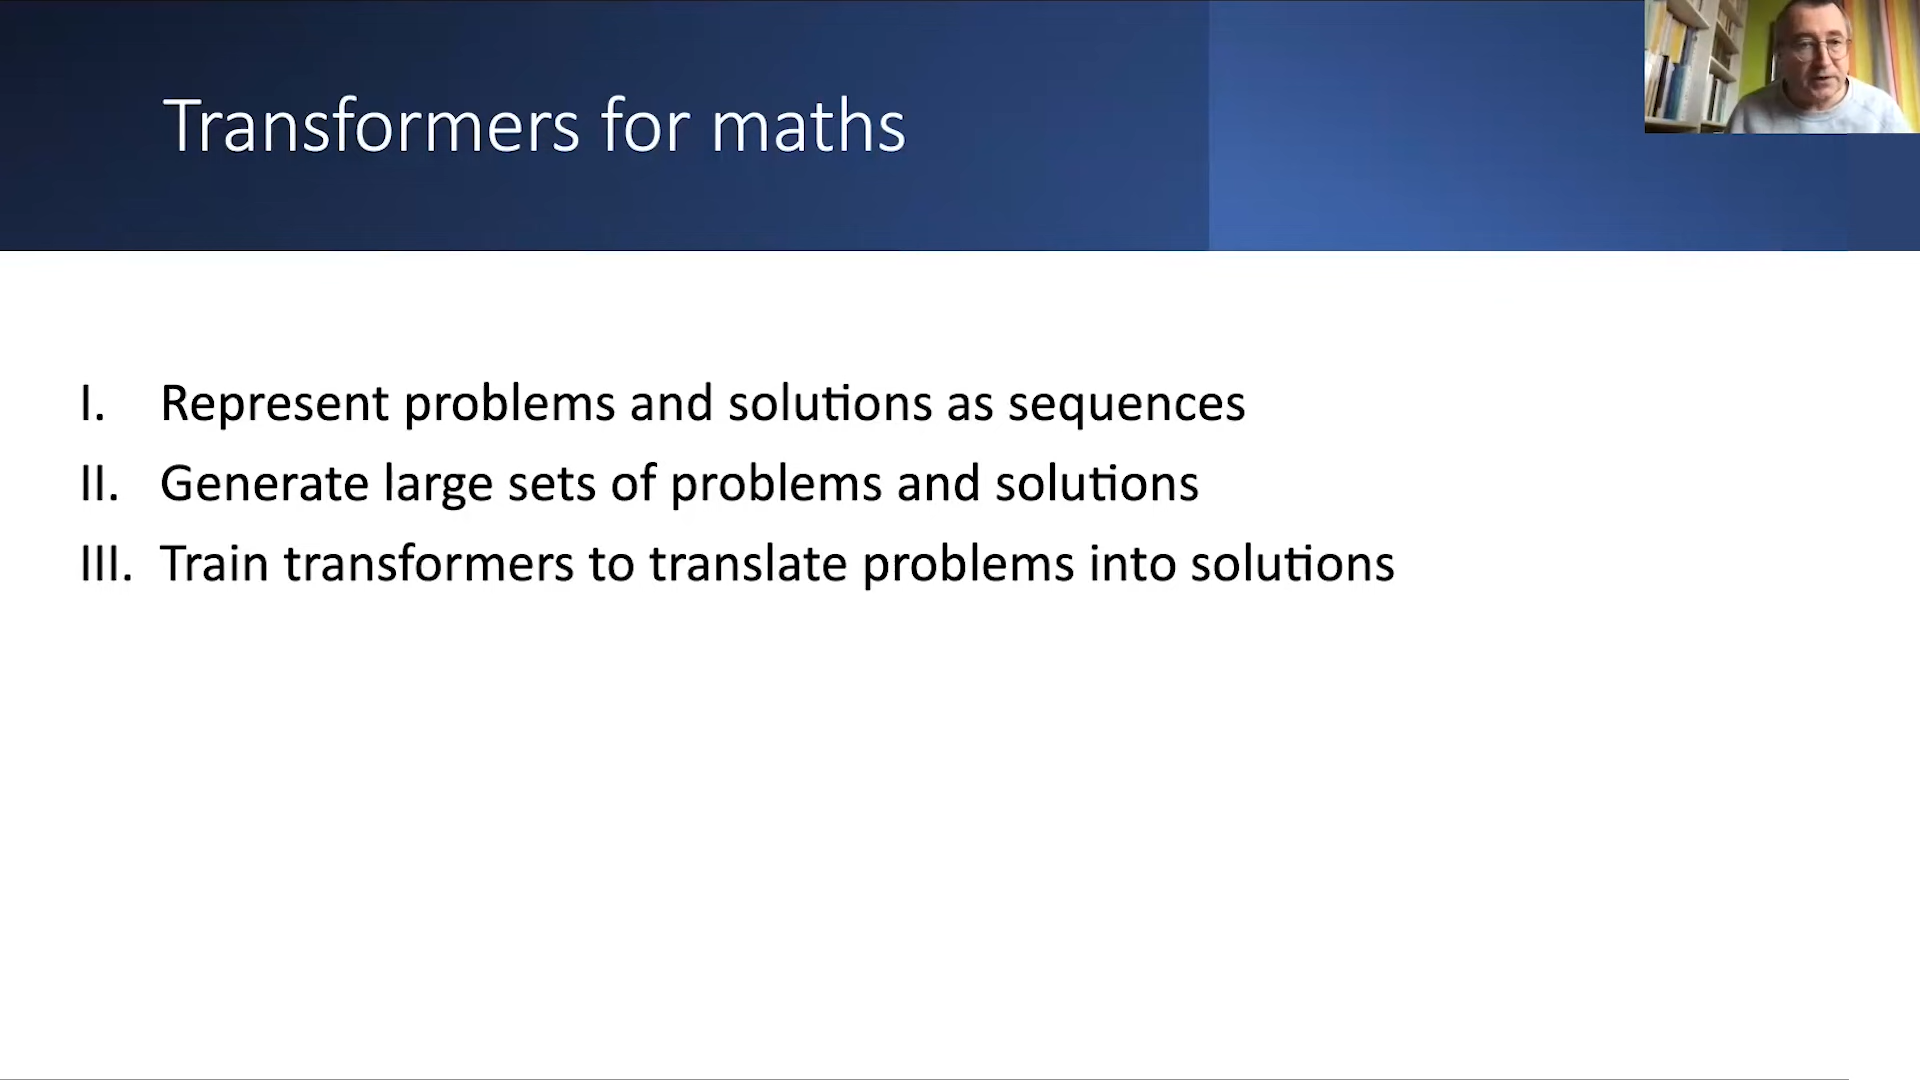 Transformers for maths
I. Represent problems and solutions as sequences
II. Generate large sets of problems and solutions
III. Train transformers to translate problems into solutions